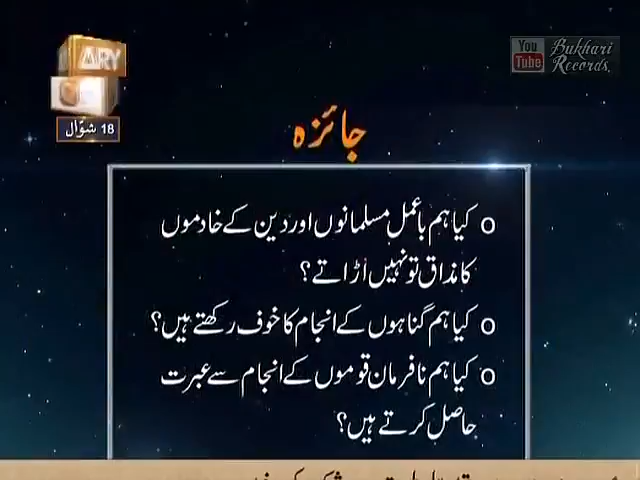 ARY
You Tube Bukhari Records.
18 شوّال
جائزہ
o کیا ہم باعمل مسلمانوں اور دین کے خادموں
کا مذاق تو نہیں اڑاتے؟
o کیا ہم گناہوں کے انجام کا خوف رکھتے ہیں؟
o کیا ہم نافرمان قوموں کے انجام سے عبرت
حاصل کرتے ہیں؟